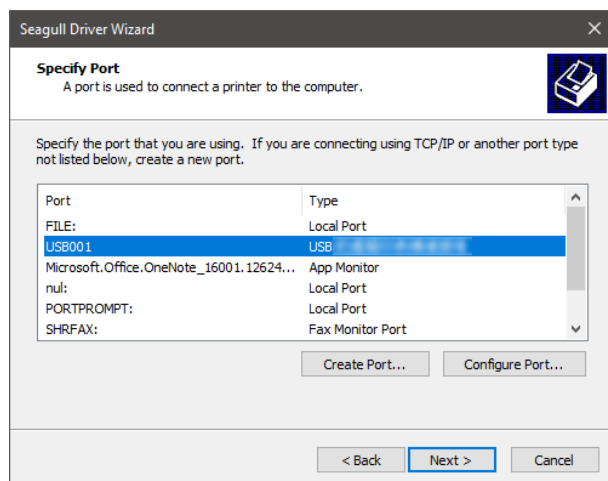 Seagull Driver Wizard
Specify Port
A port is used to connect a printer to the computer.
Specify the port that you are using. If you are connecting using TCP/IP or another port type
not listed below, create a new port.
Port Type
FILE: Local Port
USB001 USB
Microsoft.Office.OneNote_16001.12624... App Monitor
nul: Local Port
PORTPROMPT: Local Port
SHRFAX: Fax Monitor Port
Create Port... Configure Port...
< Back Next > Cancel